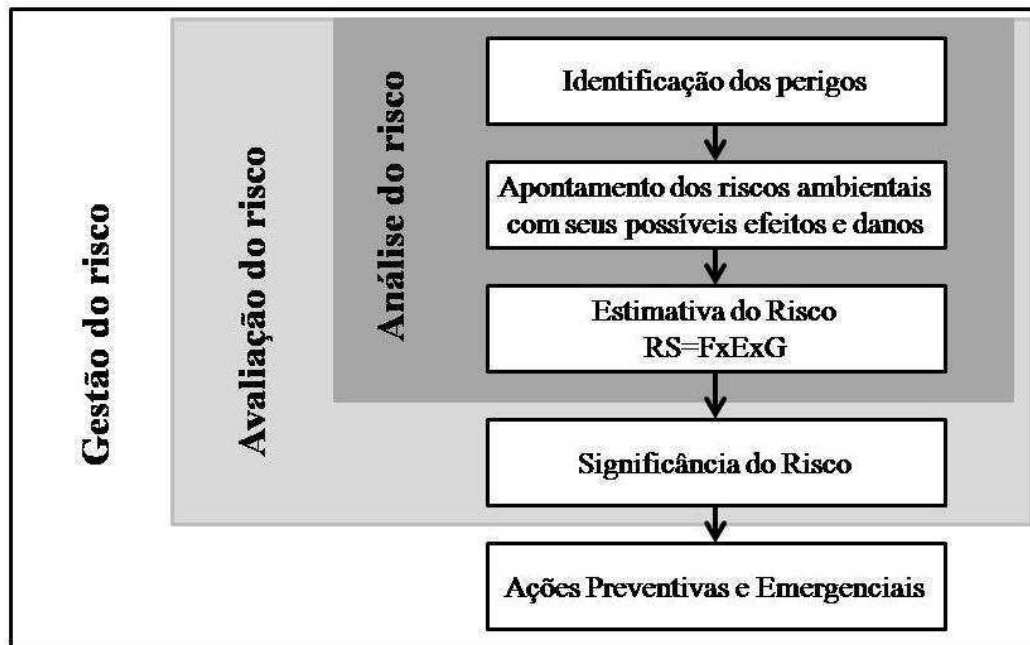 Gestão do risco
Avaliação do risco
Análise do risco
Identificação dos perigos
Apontamento dos riscos ambientais
com seus possíveis efeitos e danos
Estimativa do Risco
RS=FxExG
Significância do Risco
Ações Preventivas e Emergenciais